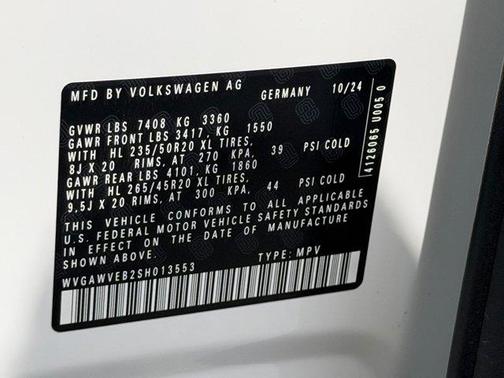 MFD BY VOLKSWAGEN AG GERMANY 10/24
GVWR LBS 7408 KG 3360
GAWR FRONT LBS 3417, KG 1550
WITH HL 235/50R20 XL TIRES,
8J X 20 RIMS, AT 270 KPA, 39 PSI COLD
GAWR REAR LBS 4101, KG 1860
WITH HL 265/45R20 XL TIRES,
9.5J X 20 RIMS, AT 300 KPA, 44 PSI COLD
THIS VEHICLE CONFORMS TO ALL APPLICABLE
U.S. FEDERAL MOTOR VEHICLE SAFETY STANDARDS
IN EFFECT ON THE DATE OF MANUFACTURE
SHOWN ABOVE.
WVGAWVEB2SH013553 TYPE: MPV
4126065 U005 0